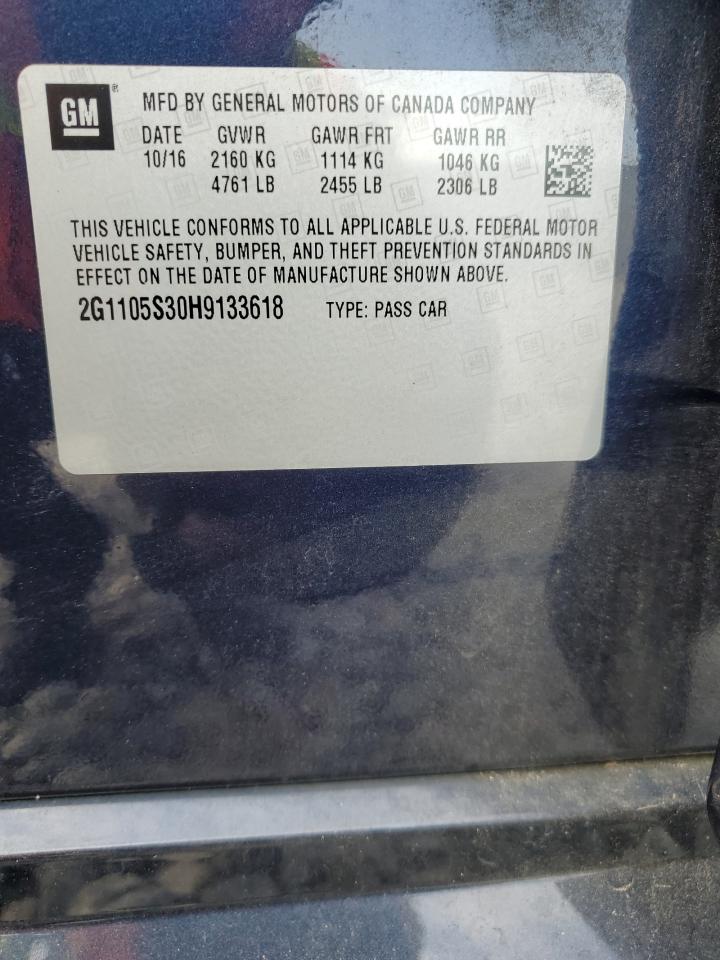 GM ® MFD BY GENERAL MOTORS OF CANADA COMPANY
DATE GVWR GAWR FRT GAWR RR
10/16 2160 KG 1114 KG 1046 KG
4761 LB 2455 LB 2306 LB
THIS VEHICLE CONFORMS TO ALL APPLICABLE U.S. FEDERAL MOTOR
VEHICLE SAFETY, BUMPER, AND THEFT PREVENTION STANDARDS IN
EFFECT ON THE DATE OF MANUFACTURE SHOWN ABOVE.
2G1105S30H9133618 TYPE: PASS CAR